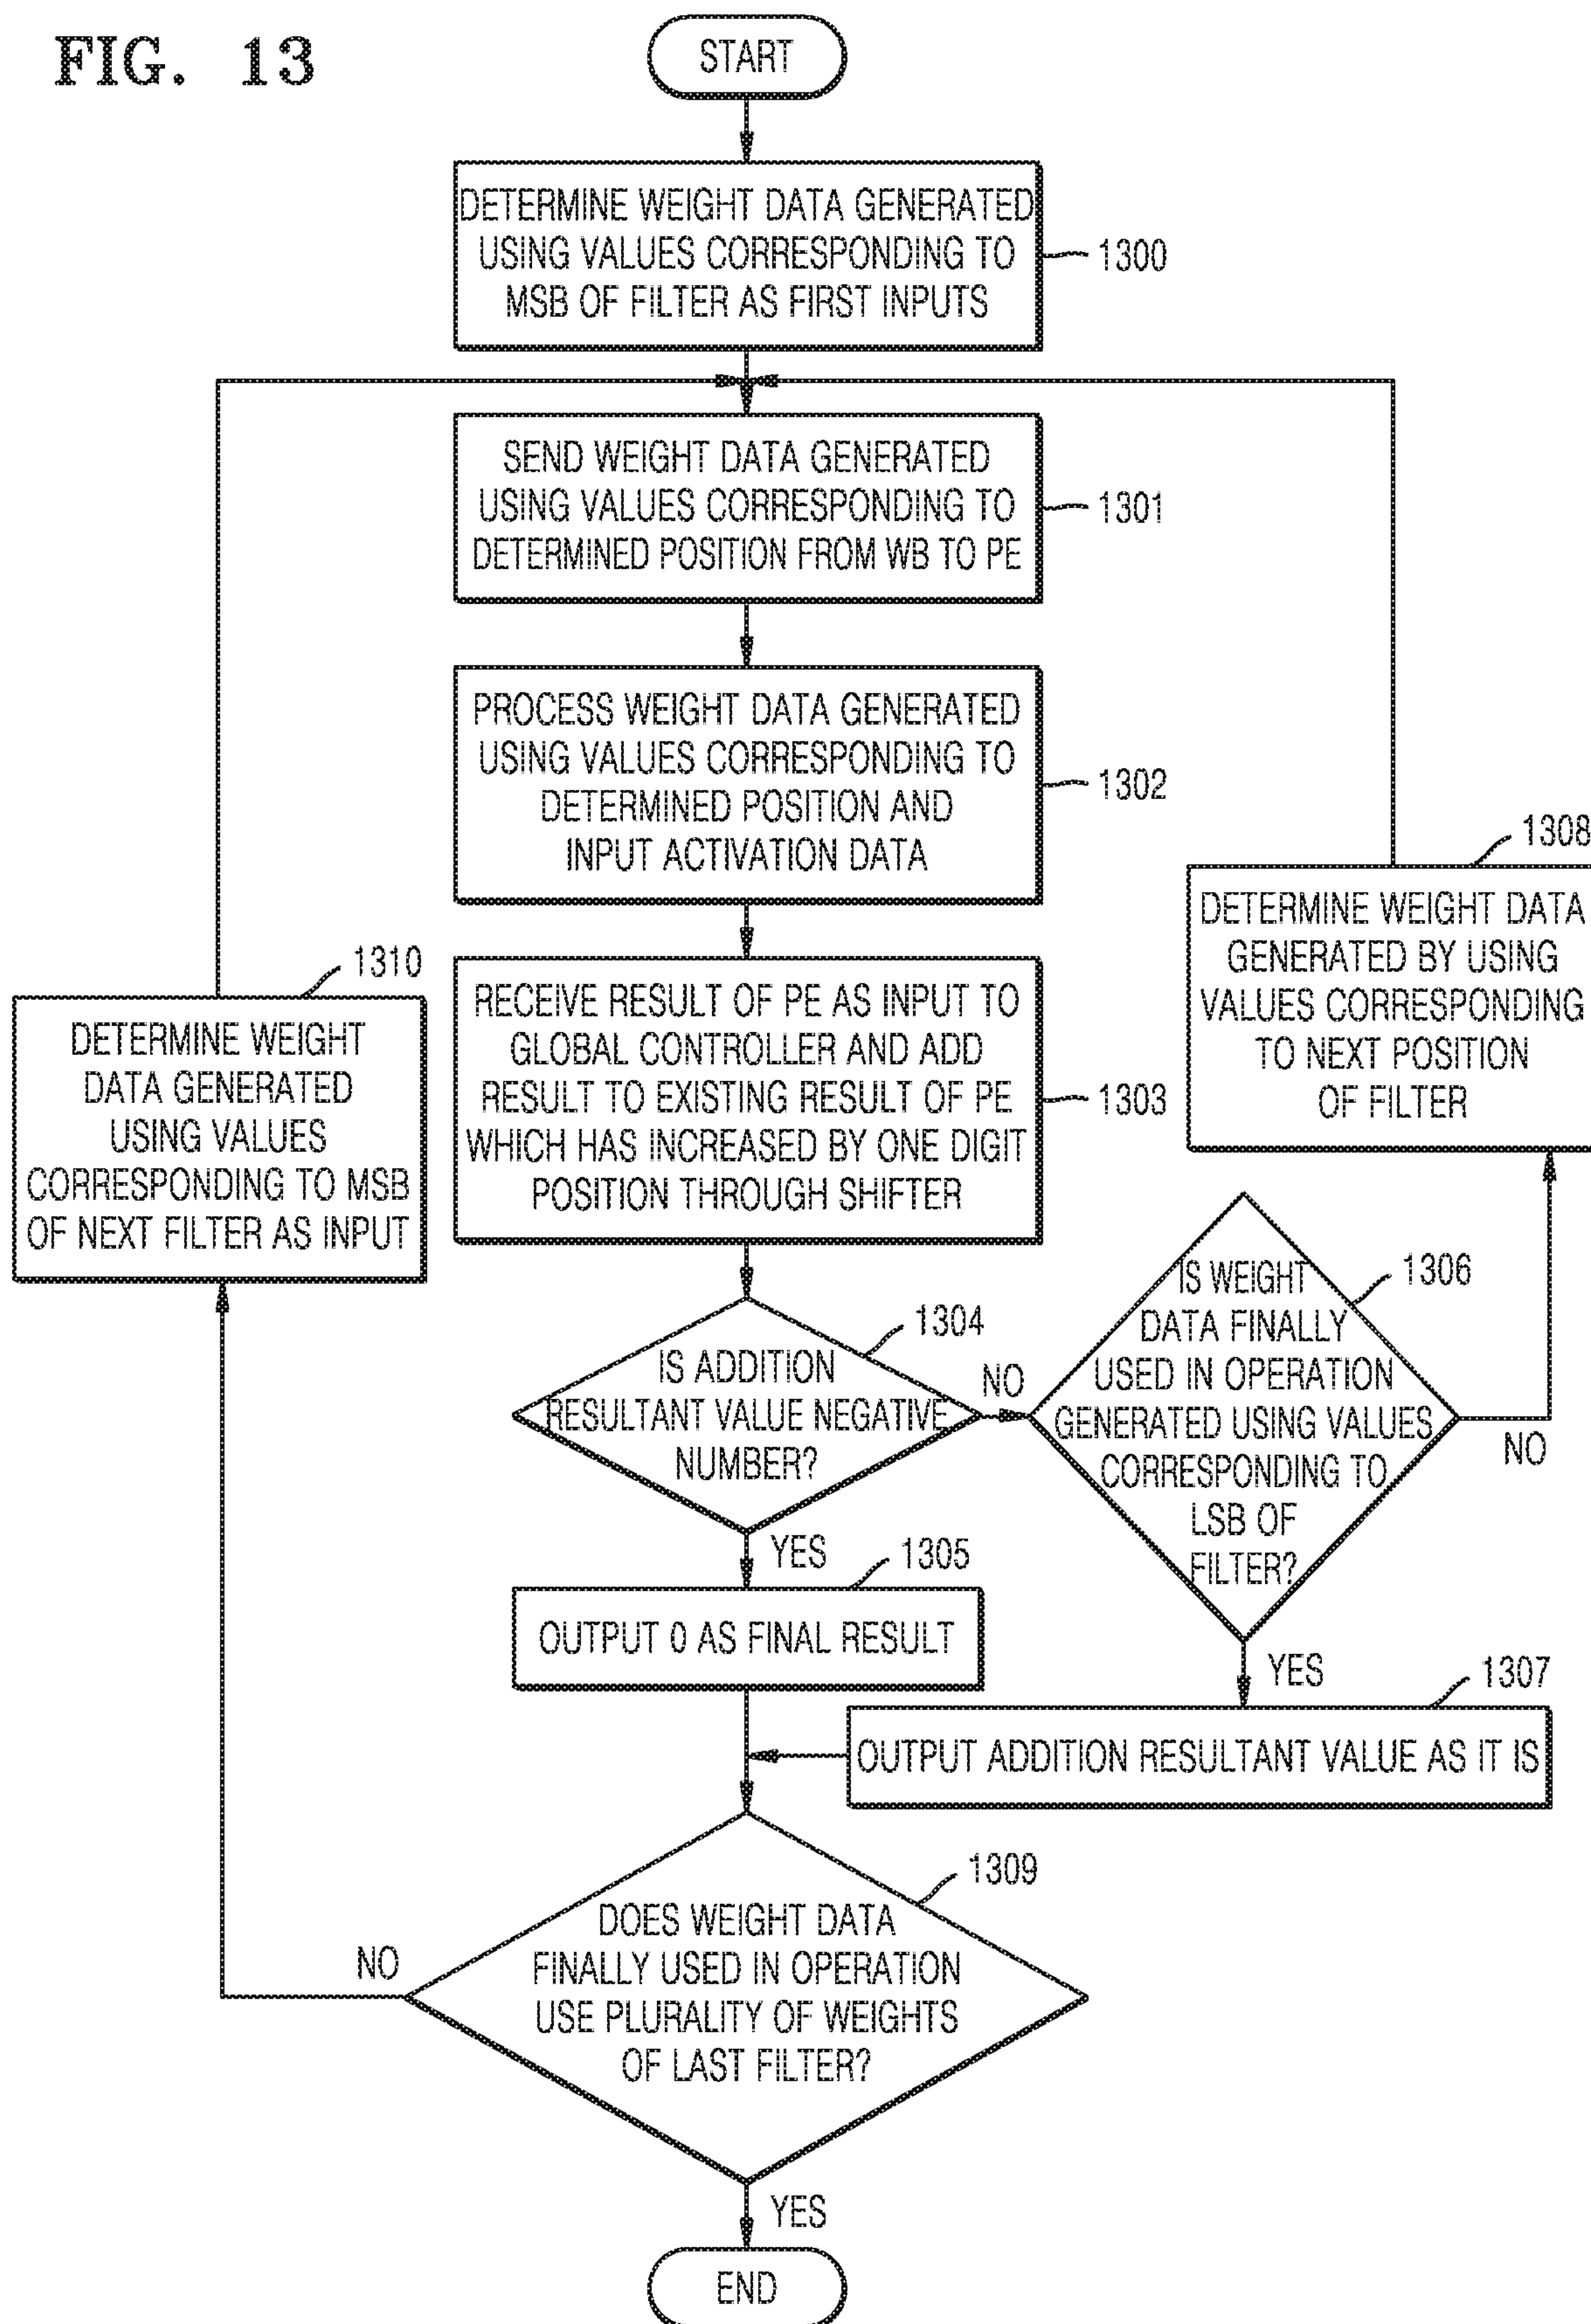 FIG. 13
START
DETERMINE WEIGHT DATA GENERATED
USING VALUES CORRESPONDING TO
MSB OF FILTER AS FIRST INPUTS
1300
SEND WEIGHT DATA GENERATED
USING VALUES CORRESPONDING TO
DETERMINED POSITION FROM WB TO PE
1301
PROCESS WEIGHT DATA GENERATED
USING VALUES CORRESPONDING TO
DETERMINED POSITION AND
INPUT ACTIVATION DATA
1302
RECEIVE RESULT OF PE AS INPUT TO
GLOBAL CONTROLLER AND ADD
RESULT TO EXISTING RESULT OF PE
WHICH HAS INCREASED BY ONE DIGIT
POSITION THROUGH SHIFTER
1303
1308
DETERMINE WEIGHT DATA
GENERATED BY USING
VALUES CORRESPONDING
TO NEXT POSITION
OF FILTER
1310
DETERMINE WEIGHT
DATA GENERATED
USING VALUES
CORRESPONDING TO MSB
OF NEXT FILTER AS INPUT
1304
IS ADDITION
RESULTANT VALUE NEGATIVE
NUMBER?
NO
1306
IS WEIGHT
DATA FINALLY
USED IN OPERATION
GENERATED USING VALUES
CORRESPONDING TO
LSB OF
FILTER?
NO
YES
1305
OUTPUT 0 AS FINAL RESULT
YES
1307
OUTPUT ADDITION RESULTANT VALUE AS IT IS
1309
DOES WEIGHT DATA
FINALLY USED IN OPERATION
USE PLURALITY OF WEIGHTS
OF LAST FILTER?
NO
YES
END